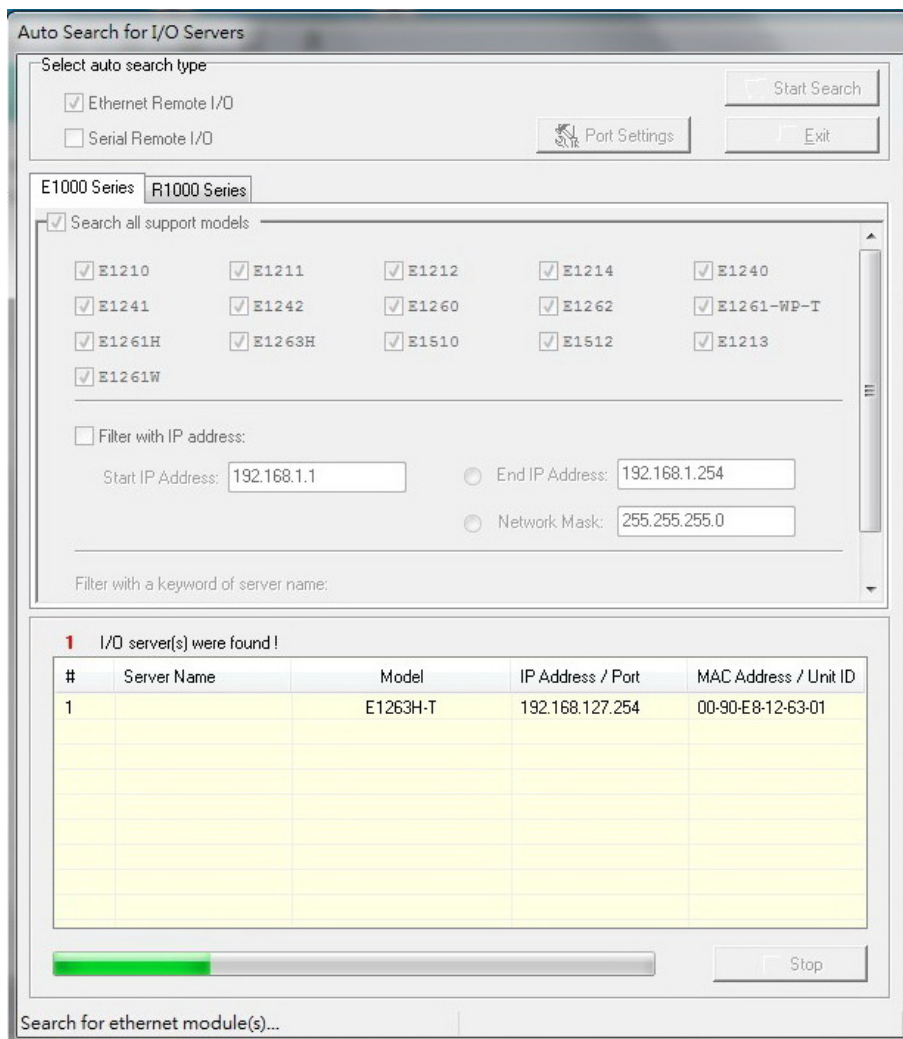 Auto Search for I/O Servers
Select auto search type
Ethernet Remote I/O
Start Search
Serial Remote I/O
Port Settings
Exit
E1000 Series R1000 Series
Search all support models
E1210 E1211 E1212 E1214 E1240
E1241 E1242 E1260 E1262 E1261-WP-T
E1261H E1263H E1510 E1512 E1213
E1261W
Filter with IP address:
Start IP Address: 192.168.1.1 End IP Address: 192.168.1.254
Network Mask: 255.255.255.0
Filter with a keyword of server name:
1 I/O server(s) were found !
# Server Name Model IP Address / Port MAC Address / Unit ID
1 E1263H-T 192.168.127.254 00-90-E8-12-63-01
Stop
Search for ethernet module(s)...